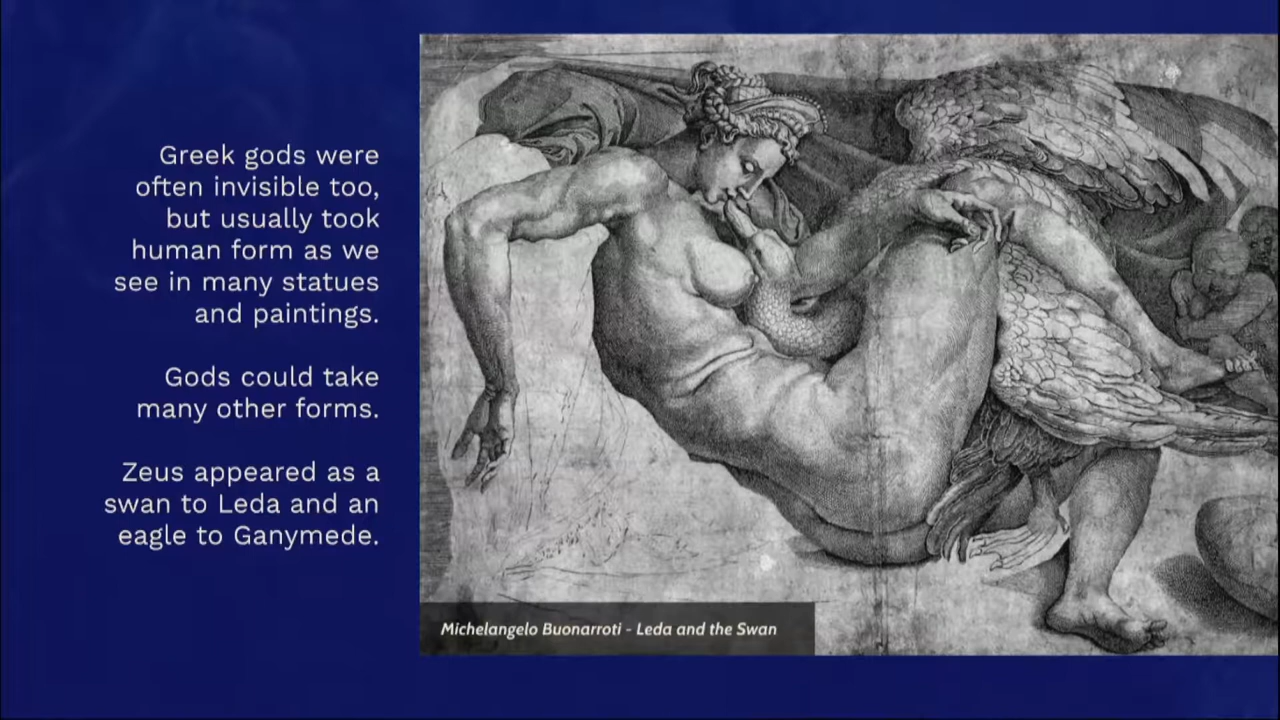 Greek gods were
often invisible too,
but usually took
human form as we
see in many statues
and paintings.
Gods could take
many other forms.
Zeus appeared as a
swan to Leda and an
eagle to Ganymede.
Michelangelo Buonarroti - Leda and the Swan